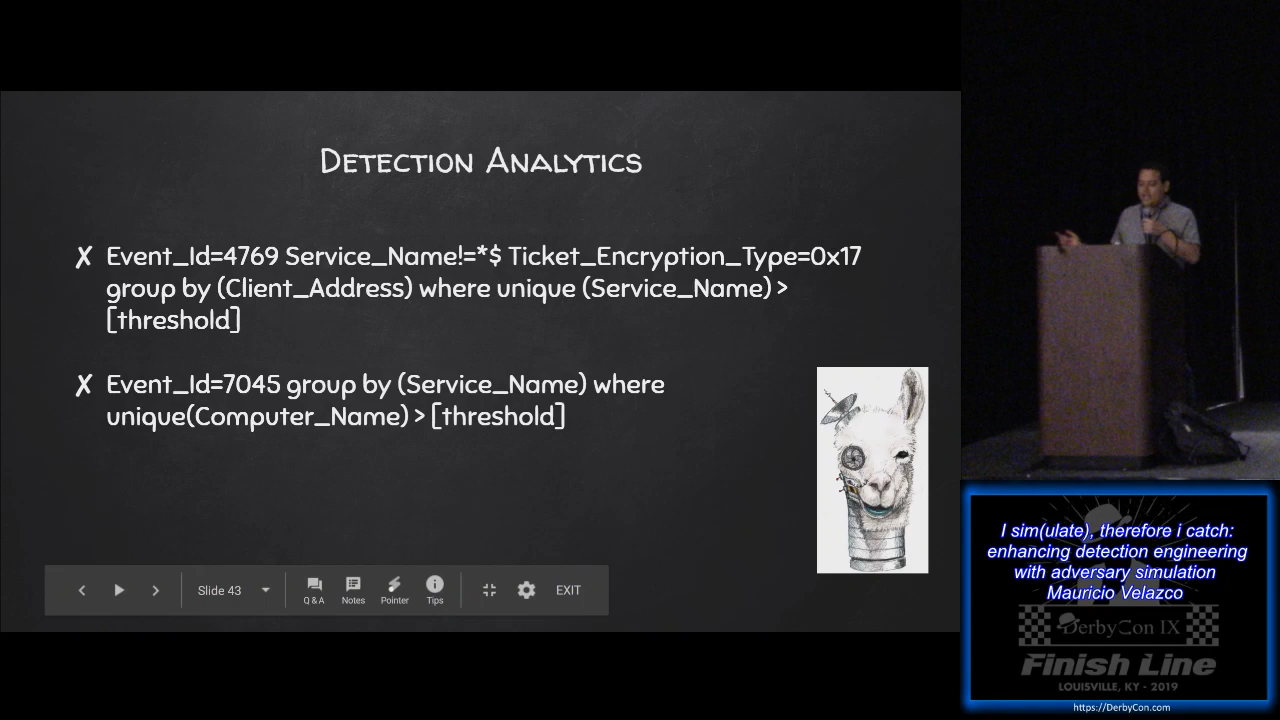 Detection Analytics
✘ Event_Id=4769 Service_Name!=*$ Ticket_Encryption_Type=0x17
group by (Client_Address) where unique (Service_Name) >
[threshold]
✘ Event_Id=7045 group by (Service_Name) where
unique(Computer_Name) > [threshold]
Slide 43
Q & A
Notes
Pointer
Tips
EXIT
I sim(ulate), therefore i catch:
enhancing detection engineering
with adversary simulation
Mauricio Velazco
DerbyCon IX
Finish Line
LOUISVILLE, KY - 2019
https://DerbyCon.com